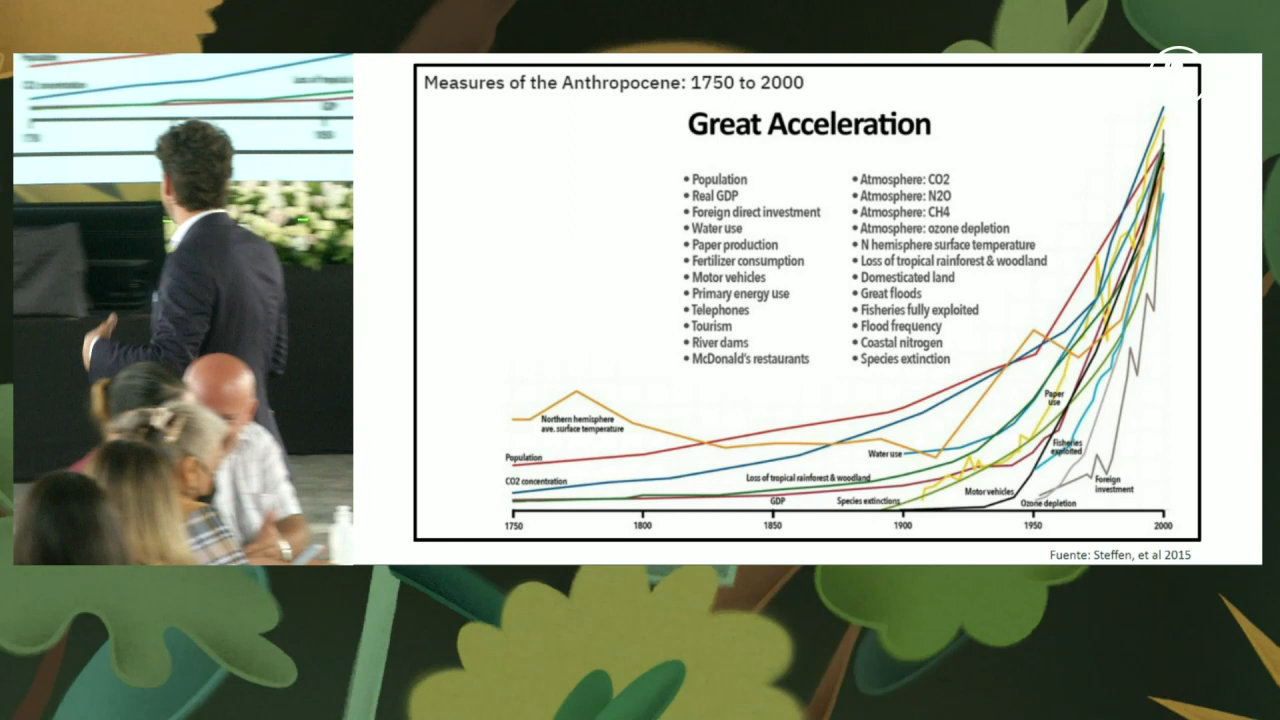 Measures of the Anthropocene: 1750 to 2000
Great Acceleration
• Population
• Real GDP
• Foreign direct investment
• Water use
• Paper production
• Fertilizer consumption
• Motor vehicles
• Primary energy use
• Telephones
• Tourism
• River dams
• McDonald's restaurants
• Atmosphere: CO2
• Atmosphere: N2O
• Atmosphere: CH4
• Atmosphere: ozone depletion
• N hemisphere surface temperature
• Loss of tropical rainforest & woodland
• Domesticated land
• Great floods
• Fisheries fully exploited
• Flood frequency
• Coastal nitrogen
• Species extinction
Northern hemisphere
ave. surface temperature
Population
CO2 concentration
Loss of tropical rainforest & woodland
GDP
Water use
Species extinctions
Paper
use
Fisheries
exploited
Motor vehicles
Ozone depletion
Foreign
investment
1750
1800
1850
1900
1950
2000
Fuente: Steffen, et al 2015